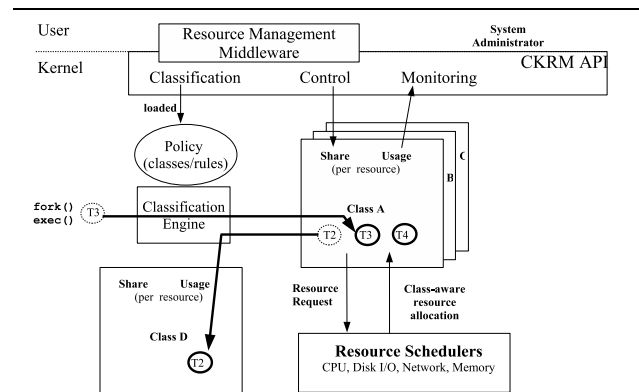 User
Resource Management
Middleware
System
Administrator
Kernel
CKRM API
Classification
Control
Monitoring
loaded
Policy
(classes/rules)
Share
Usage
(per resource)
C
B
fork()
exec()
T3
Classification
Engine
Class A
T2
T3
T4
Share
Usage
(per resource)
Resource
Request
Class-aware
resource
allocation
Class D
T2
Resource Schedulers
CPU, Disk I/O, Network, Memory